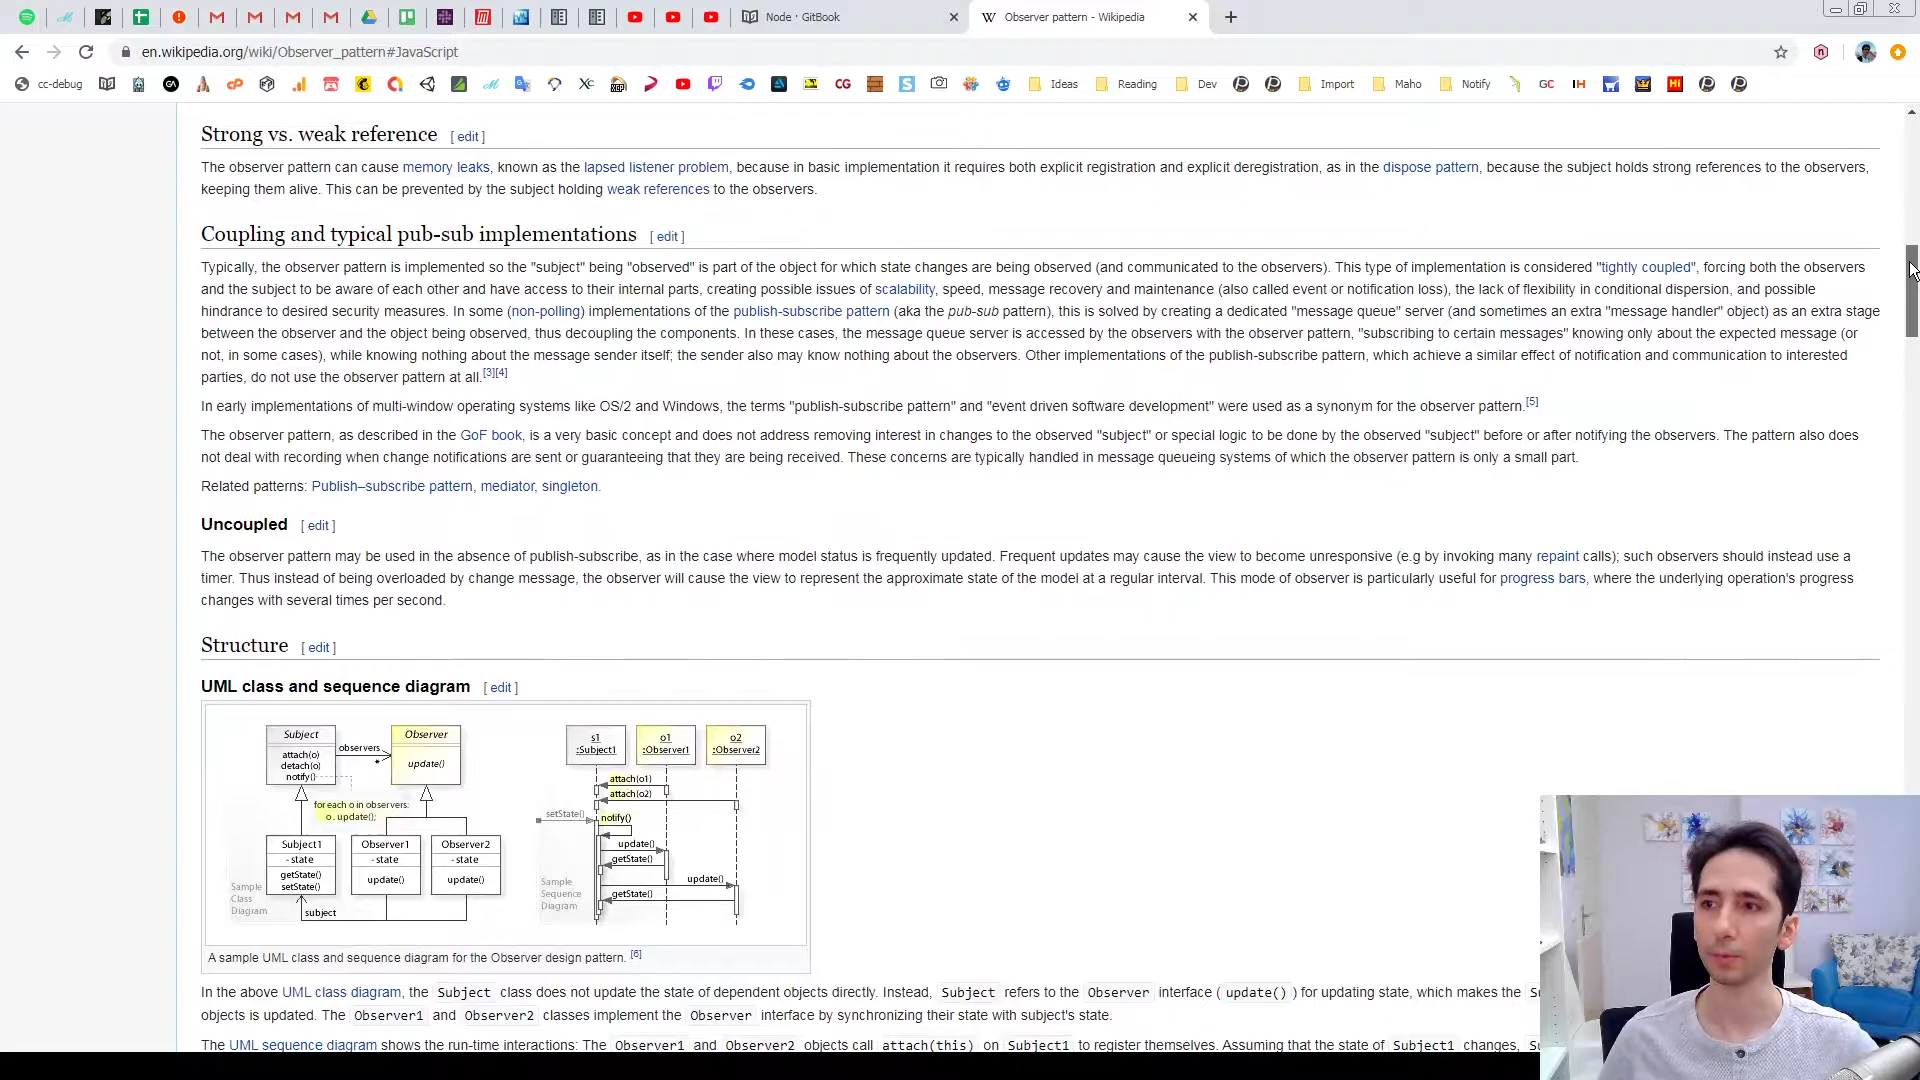 Node · GitBook
Observer pattern - Wikipedia
en.wikipedia.org/wiki/Observer_pattern#JavaScript
cc-debug
Ideas
Reading
Dev
Import
Maho
Notify
Strong vs. weak reference [ edit ]
The observer pattern can cause memory leaks, known as the lapsed listener problem, because in basic implementation it requires both explicit registration and explicit deregistration, as in the dispose pattern, because the subject holds strong references to the observers,
keeping them alive. This can be prevented by the subject holding weak references to the observers.
Coupling and typical pub-sub implementations [ edit ]
Typically, the observer pattern is implemented so the "subject" being "observed" is part of the object for which state changes are being observed (and communicated to the observers). This type of implementation is considered "tightly coupled", forcing both the observers
and the subject to be aware of each other and have access to their internal parts, creating possible issues of scalability, speed, message recovery and maintenance (also called event or notification loss), the lack of flexibility in conditional dispersion, and possible
hindrance to desired security measures. In some (non-polling) implementations of the publish-subscribe pattern (aka the pub-sub pattern), this is solved by creating a dedicated "message queue" server (and sometimes an extra "message handler" object) as an extra stage
between the observer and the object being observed, thus decoupling the components. In these cases, the message queue server is accessed by the observers with the observer pattern, "subscribing to certain messages" knowing only about the expected message (or
not, in some cases), while knowing nothing about the message sender itself; the sender also may know nothing about the observers. Other implementations of the publish-subscribe pattern, which achieve a similar effect of notification and communication to interested
parties, do not use the observer pattern at all.[3][4]
In early implementations of multi-window operating systems like OS/2 and Windows, the terms "publish-subscribe pattern" and "event driven software development" were used as a synonym for the observer pattern.[5]
The observer pattern, as described in the GoF book, is a very basic concept and does not address removing interest in changes to the observed "subject" or special logic to be done by the observed "subject" before or after notifying the observers. The pattern also does
not deal with recording when change notifications are sent or guaranteeing that they are being received. These concerns are typically handled in message queueing systems of which the observer pattern is only a small part.
Related patterns: Publish–subscribe pattern, mediator, singleton.
Uncoupled [ edit ]
The observer pattern may be used in the absence of publish-subscribe, as in the case where model status is frequently updated. Frequent updates may cause the view to become unresponsive (e.g by invoking many repaint calls); such observers should instead use a
timer. Thus instead of being overloaded by change message, the observer will cause the view to represent the approximate state of the model at a regular interval. This mode of observer is particularly useful for progress bars, where the underlying operation's progress
changes with several times per second.
Structure [ edit ]
UML class and sequence diagram [ edit ]
Subject
attach(o)
detach(o)
notify()
observers
*
Observer
update()
for each o in observers:
o . update();
Subject1
- state
getState()
setState()
Observer1
- state
update()
Observer2
- state
update()
subject
Sample
Class
Diagram
s1
:Subject1
o1
:Observer1
o2
:Observer2
attach(o1)
attach(o2)
setState()
notify()
update()
getState()
update()
getState()
Sample
Sequence
Diagram
A sample UML class and sequence diagram for the Observer design pattern. [6]
In the above UML class diagram, the Subject class does not update the state of dependent objects directly. Instead, Subject refers to the Observer interface ( update() ) for updating state, which makes the
objects is updated. The Observer1 and Observer2 classes implement the Observer interface by synchronizing their state with subject's state.
The UML sequence diagram shows the run-time interactions: The Observer1 and Observer2 objects call attach(this) on Subject1 to register themselves. Assuming that the state of Subject1 changes,